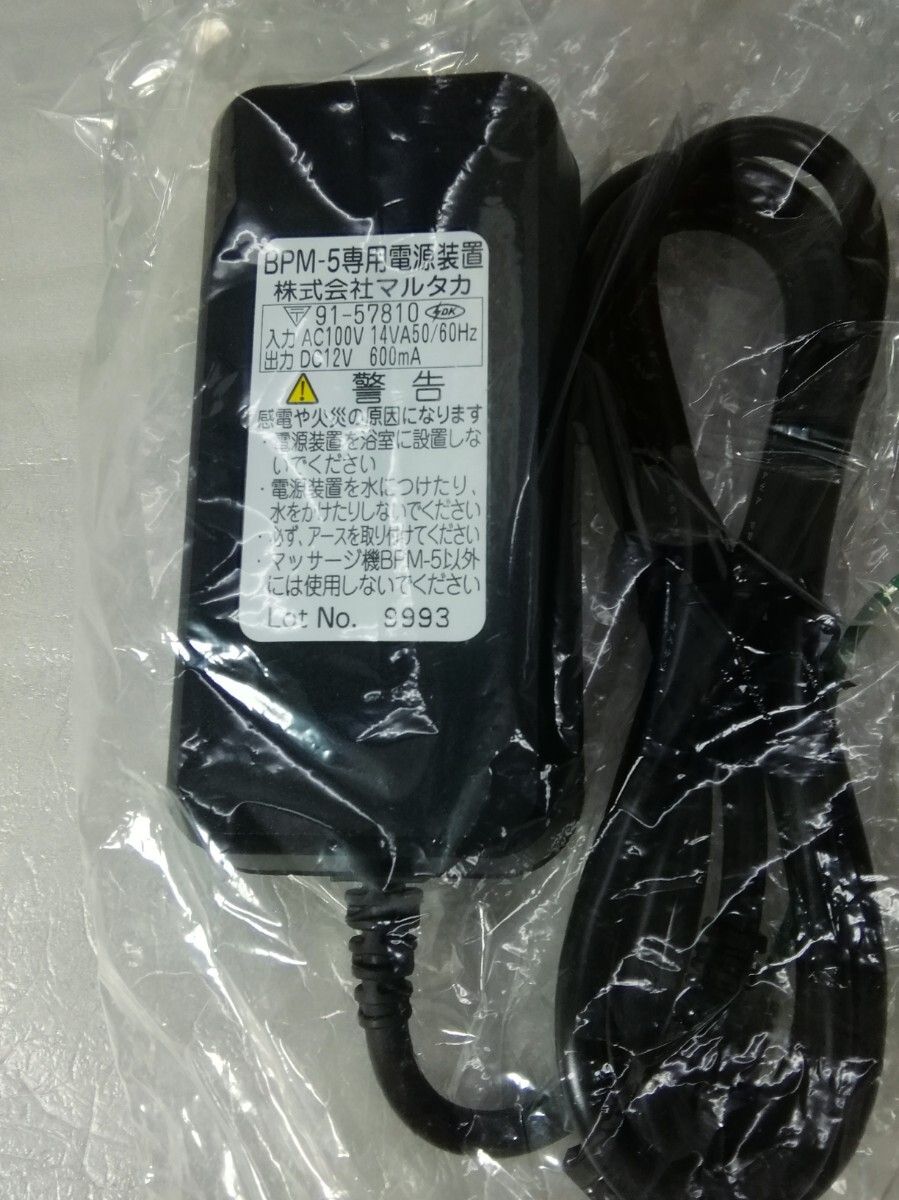 BPM-5専用電源装置
株式会社マルタカ
〒 91-57810 JDK
入力 AC100V 14VA50/60Hz
出力 DC12V 600mA
警告
感電や火災の原因になります
・電源装置を浴室に設置しな
いでください
・電源装置を水につけたり、
水をかけたりしないでください
・必ず、アースを取り付けてください
・マッサージ機BPM-5以外
には使用しないでください
Lot No. 9993